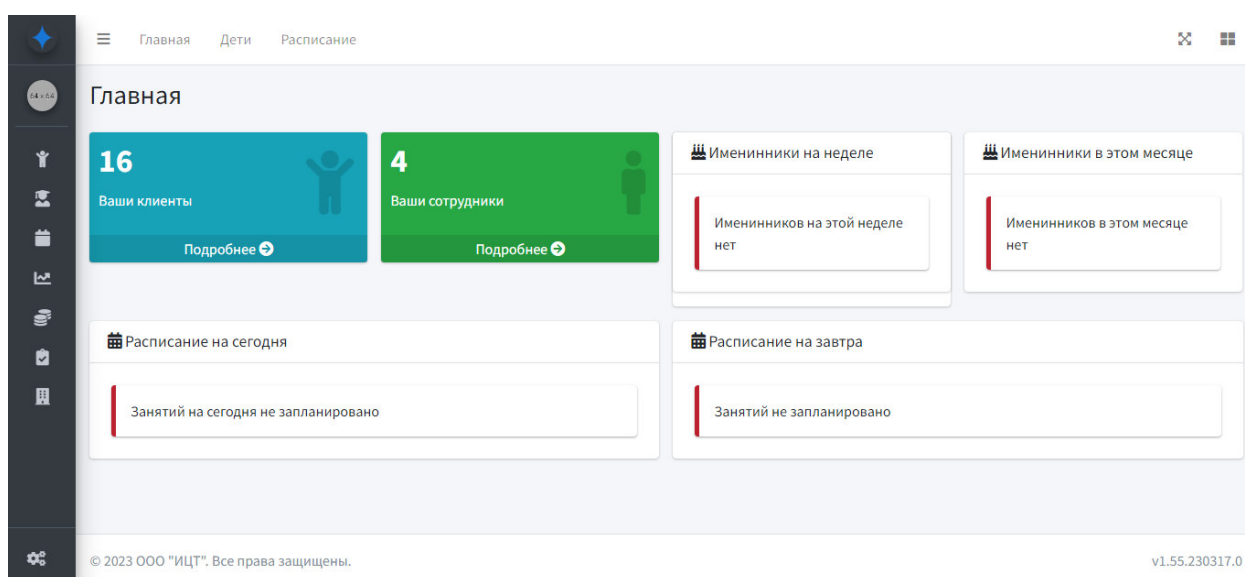 Главная Дети Расписание
64 x 64
Главная
16
Ваши клиенты
Подробнее
4
Ваши сотрудники
Подробнее
Именинники на неделе
Именинников на этой неделе
нет
Именинники в этом месяце
Именинников в этом месяце
нет
Расписание на сегодня
Занятий на сегодня не запланировано
Расписание на завтра
Занятий не запланировано
© 2023 ООО "ИЦТ". Все права защищены.
v1.55.230317.0